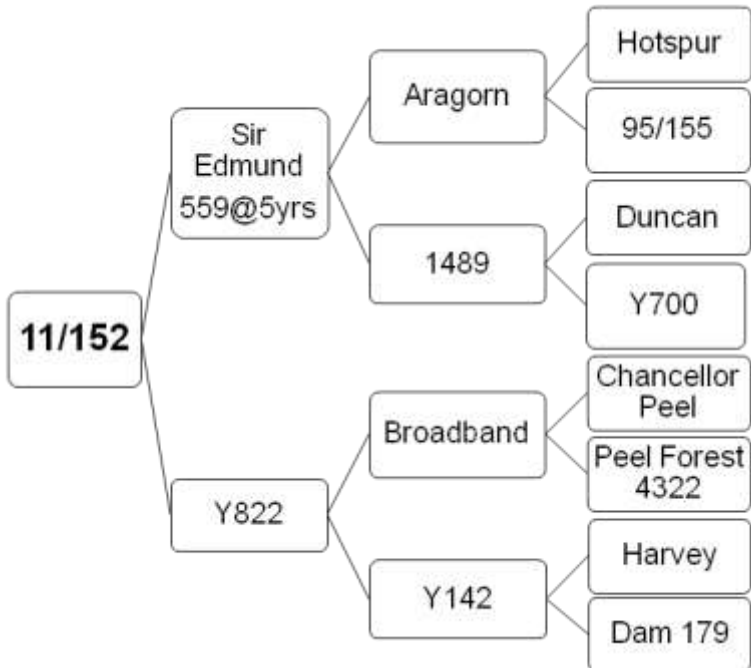 Hotspur
Aragorn
95/155
Sir
Edmund
559@5yrs
Duncan
1489
Y700
11/152
Chancellor
Peel
Broadband
Peel Forest
4322
Y822
Harvey
Y142
Dam 179